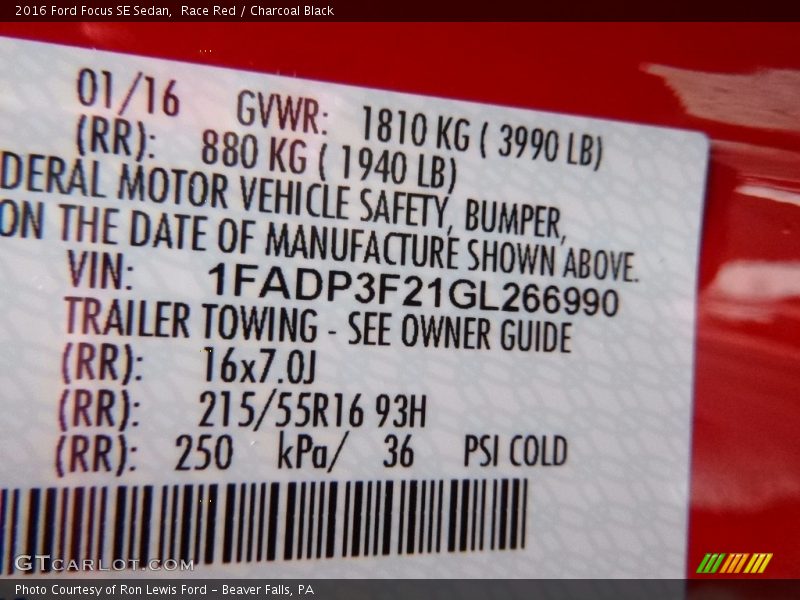 2016 Ford Focus SE Sedan, Race Red / Charcoal Black
01/16 GVWR: 1810 KG ( 3990 LB)
(RR): 880 KG ( 1940 LB)
DERAL MOTOR VEHICLE SAFETY, BUMPER,
ON THE DATE OF MANUFACTURE SHOWN ABOVE.
VIN: 1FADP3F21GL266990
TRAILER TOWING - SEE OWNER GUIDE
(RR): 16x7.0J
(RR): 215/55R16 93H
(RR): 250 kPa/ 36 PSI COLD
GTCARLOT.COM
Photo Courtesy of Ron Lewis Ford - Beaver Falls, PA